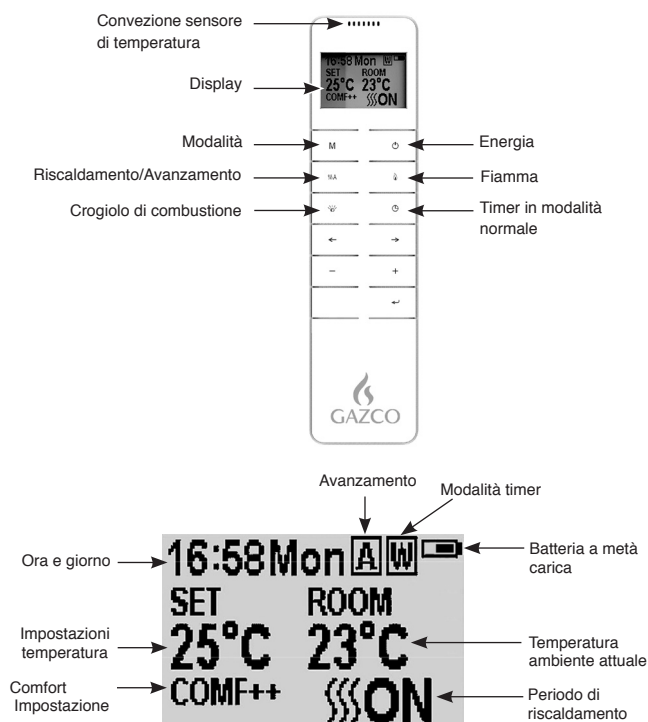 Convezione sensore
di temperatura
16:58 Mon W
SET ROOM
25°C 23°C
COMF++ ON
Display
Modalità
M
Energia
Riscaldamento/Avanzamento
Fiamma
Crogiolo di combustione
Timer in modalità
normale
←
→
−
+
GAZCO
Avanzamento
Modalità timer
Ora e giorno
16:58Mon A W
Batteria a metà
carica
SET ROOM
Impostazioni
temperatura
25°C 23°C
Temperatura
ambiente attuale
Comfort
Impostazione
COMF++ ON
Periodo di
riscaldamento